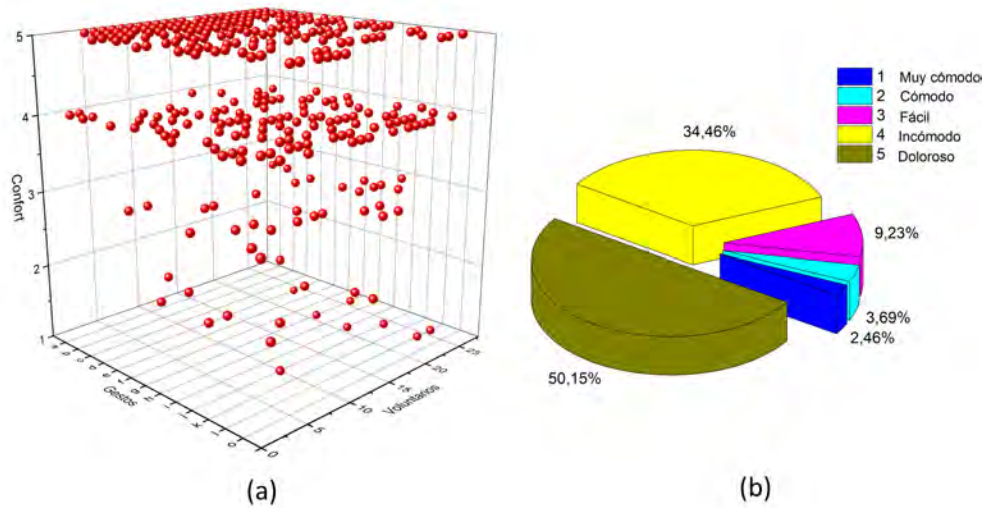 5
4
3
2
1
Confort
Gestos
0
5
10
15
20
25
Voluntarios
(a)
1 Muy cómodo
2 Cómodo
3 Fácil
4 Incómodo
5 Doloroso
34,46%
9,23%
3,69%
2,46%
50,15%
(b)